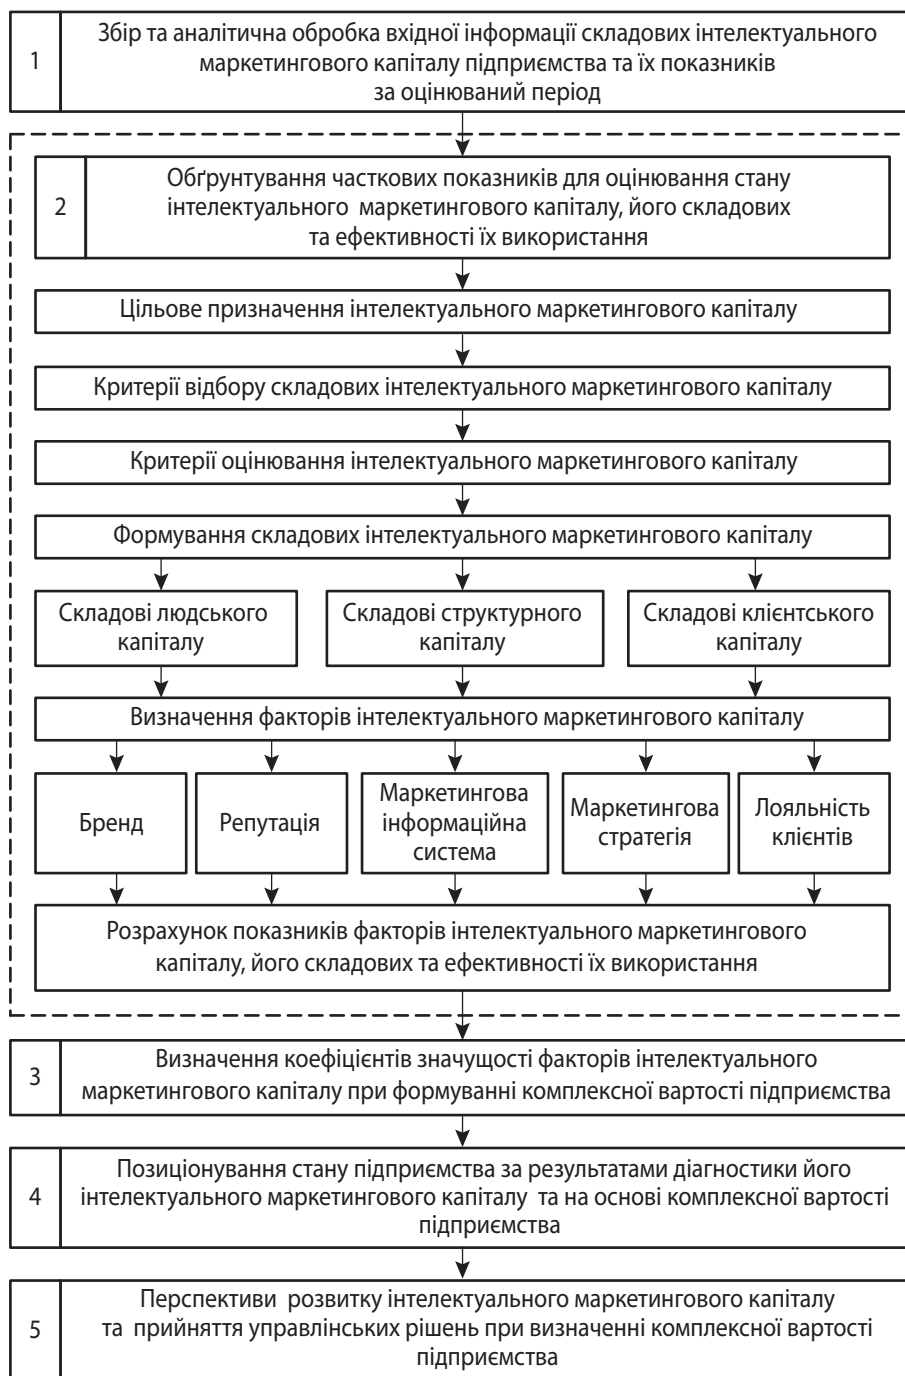 1
Збір та аналітична обробка вхідної інформації складових інтелектуального
маркетингового капіталу підприємства та їх показників
за оцінюваний період
2
Обґрунтування часткових показників для оцінювання стану
інтелектуального маркетингового капіталу, його складових
та ефективності їх використання
Цільове призначення інтелектуального маркетингового капіталу
Критерії відбору складових інтелектуального маркетингового капіталу
Критерії оцінювання інтелектуального маркетингового капіталу
Формування складових інтелектуального маркетингового капіталу
Складові людського
капіталу
Складові структурного
капіталу
Складові клієнтського
капіталу
Визначення факторів інтелектуального маркетингового капіталу
Бренд
Репутація
Маркетингова
інформаційна
система
Маркетингова
стратегія
Лояльність
клієнтів
Розрахунок показників факторів інтелектуального маркетингового
капіталу, його складових та ефективності їх використання
3
Визначення коефіцієнтів значущості факторів інтелектуального
маркетингового капіталу при формуванні комплексної вартості підприємства
4
Позиціонування стану підприємства за результатами діагностики його
інтелектуального маркетингового капіталу та на основі комплексної вартості
підприємства
5
Перспективи розвитку інтелектуального маркетингового капіталу
та прийняття управлінських рішень при визначенні комплексної вартості
підприємства